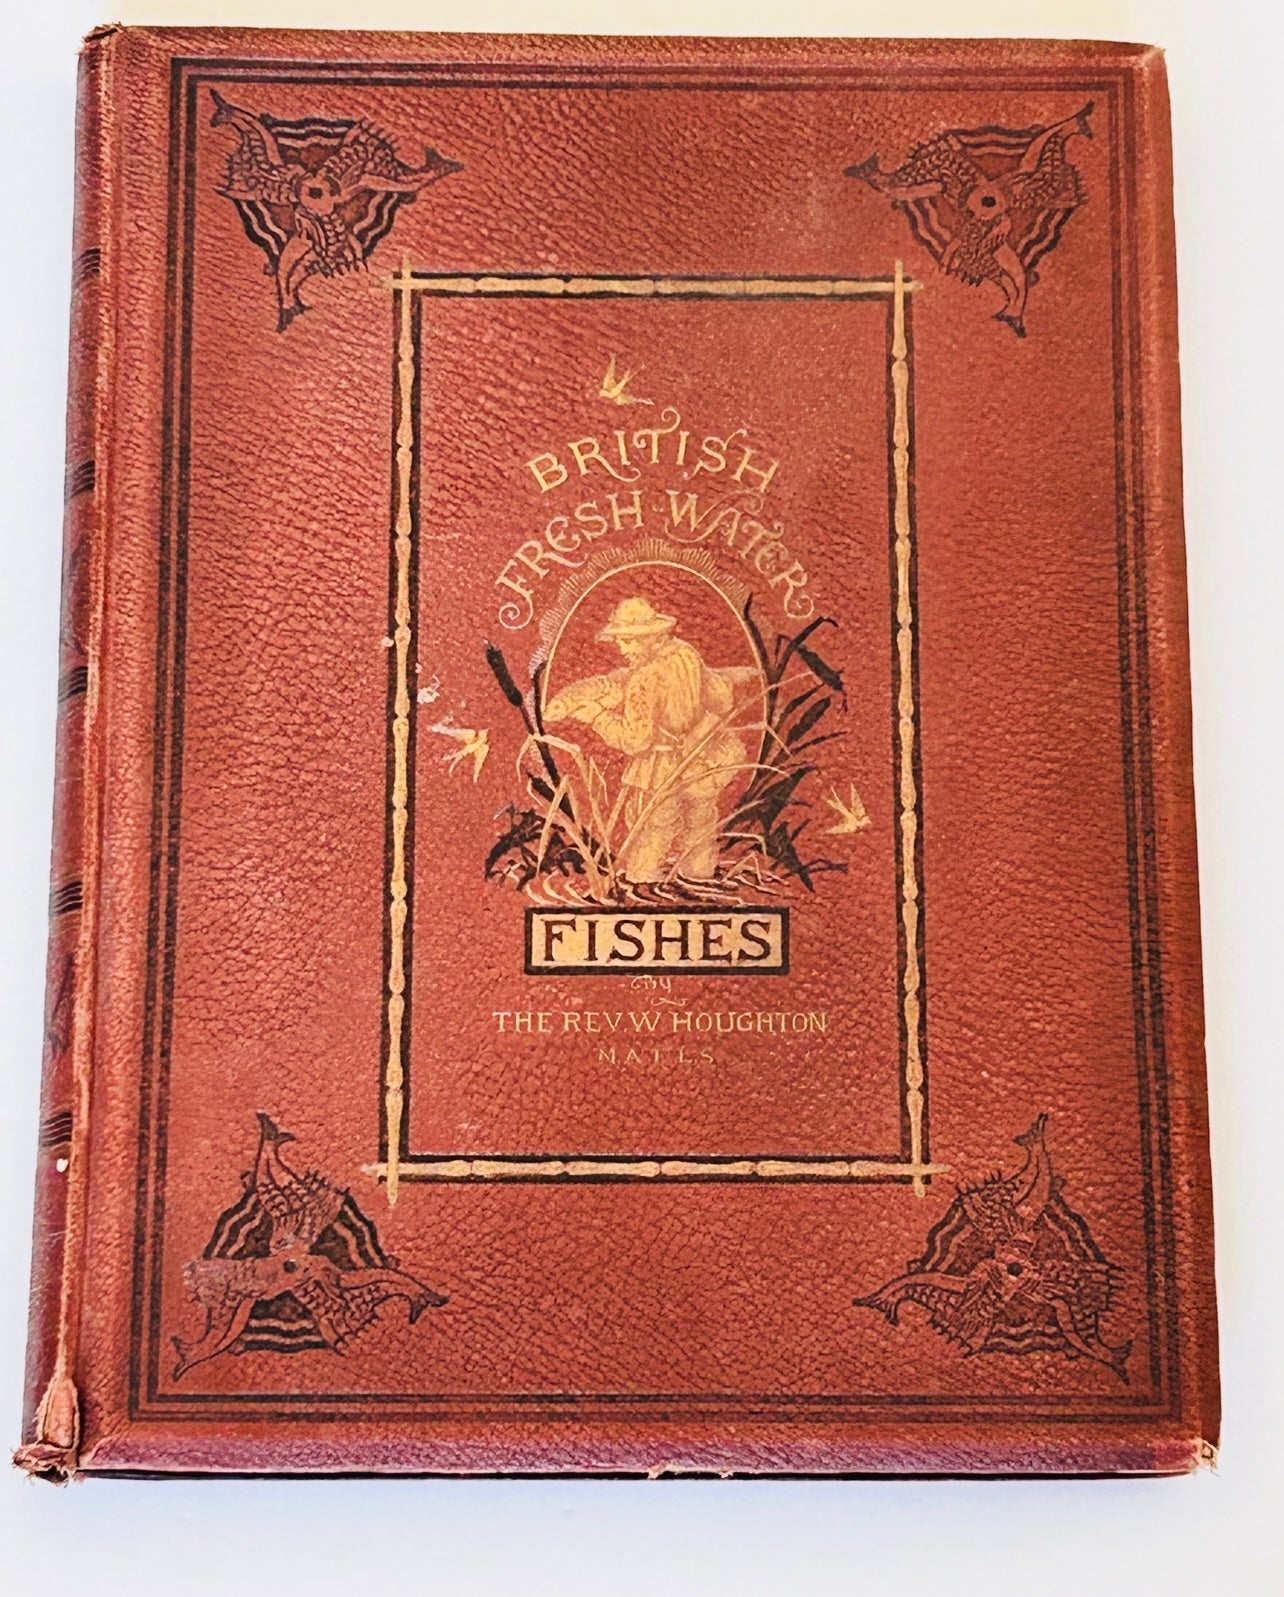 BRITISH
FRESH-WATER
FISHES
By
THE REV. W HOUGHTON
M.A. F.L.S